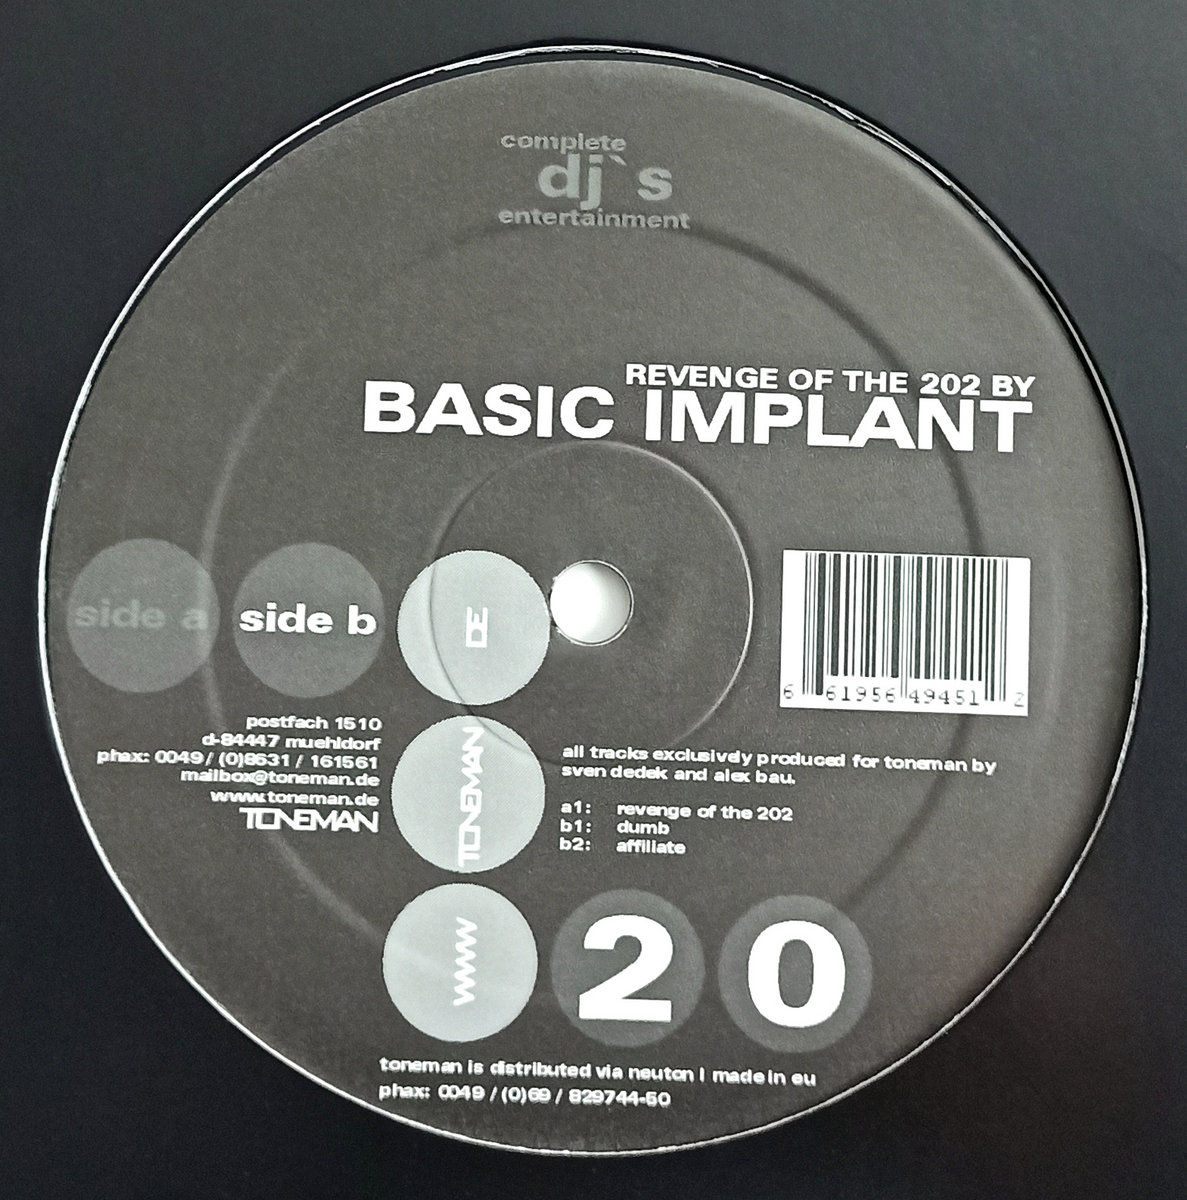 complete
dj`s
entertainment
REVENGE OF THE 202 BY
BASIC IMPLANT
side a
side b
DE
TONEMAN
WWW
6 61956 49451 2
postfach 1510
d-84447 muehldorf
phax: 0049 / (0)8631 / 161561
mailbox@toneman.de
www.toneman.de
TONEMAN
all tracks exclusively produced for toneman by
sven dedek and alex bau.
a1: revenge of the 202
b1: dumb
b2: affiliate
20
toneman is distributed via neuton I made in eu
phax: 0049 / (0)69 / 829744-50